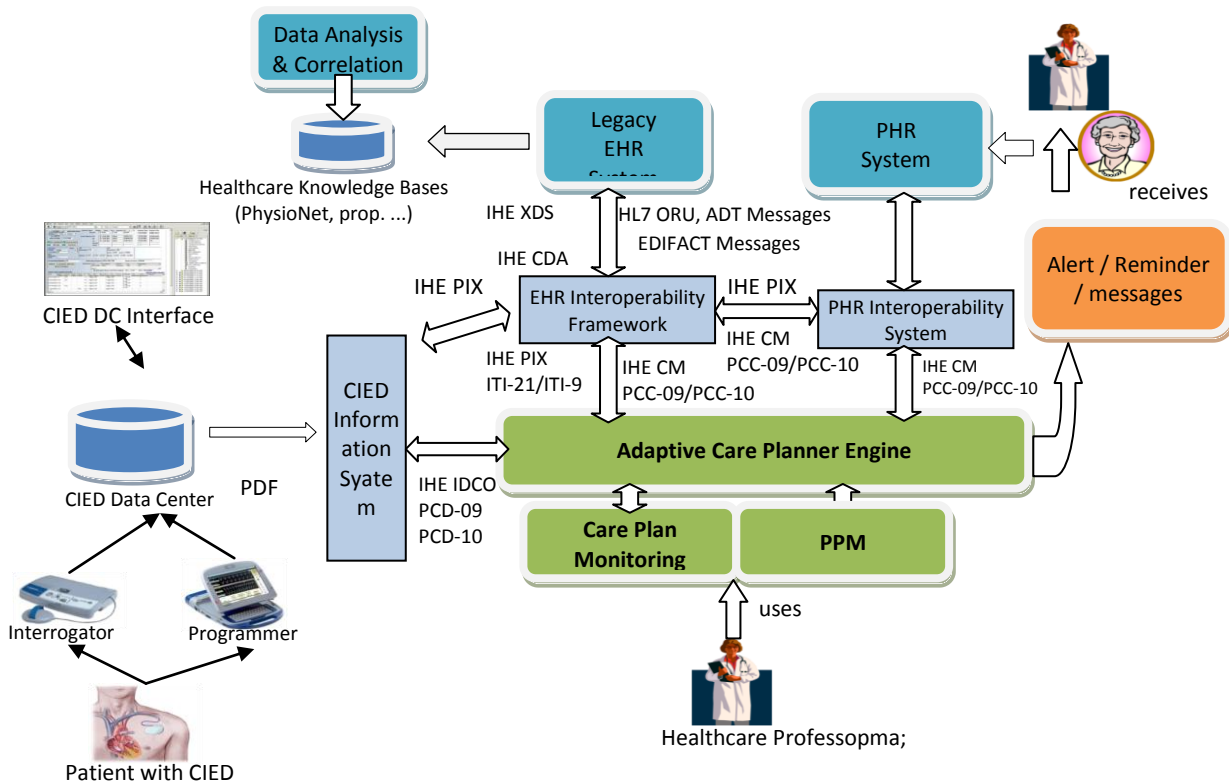 Data Analysis
& Correlation
Legacy
EHR
System
PHR
System
Healthcare Knowledge Bases
(PhysioNet, prop. ...)
receives
IHE XDS
HL7 ORU, ADT Messages
EDIFACT Messages
IHE CDA
Alert / Reminder
/ messages
CIED DC Interface
IHE PIX
EHR Interoperability
Framework
IHE PIX
PHR Interoperability
System
IHE PIX
ITI-21/ITI-9
IHE CM
PCC-09/PCC-10
IHE CM
PCC-09/PCC-10
IHE CM
PCC-09/PCC-10
CIED
Inform
ation
Syate
m
Adaptive Care Planner Engine
CIED Data Center
PDF
IHE IDCO
PCD-09
PCD-10
Care Plan
Monitoring
PPM
uses
Interrogator
Programmer
Healthcare Professopma;
Patient with CIED